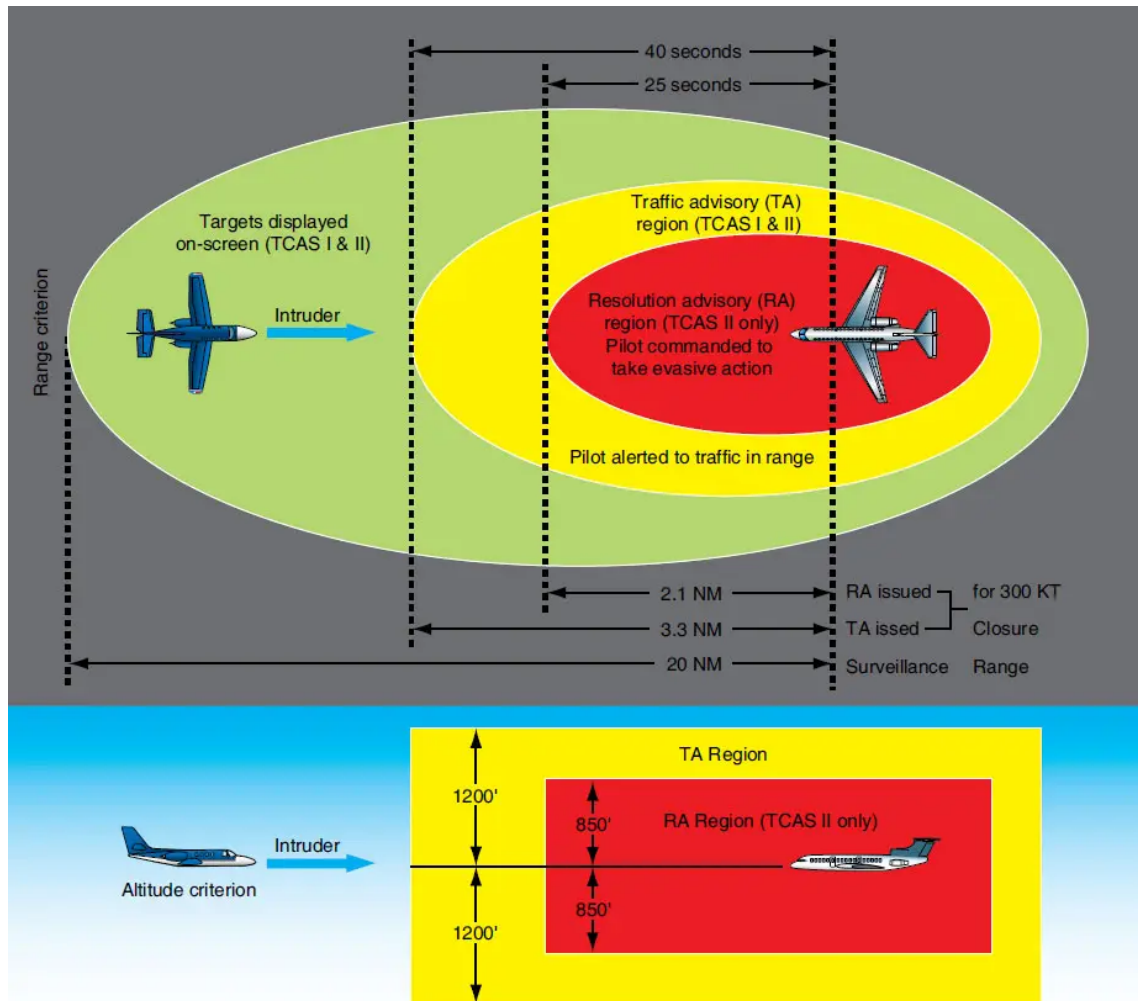 40 seconds
25 seconds
Targets displayed
on-screen (TCAS I & II)
Traffic advisory (TA)
region (TCAS I & II)
Range criterion
Intruder
Resolution advisory (RA)
region (TCAS II only)
Pilot commanded to
take evasive action
Pilot alerted to traffic in range
2.1 NM
RA issued
for 300 KT
3.3 NM
TA issed
Closure
20 NM
Surveillance
Range
TA Region
1200'
850'
RA Region (TCAS II only)
Intruder
Altitude criterion
850'
1200'